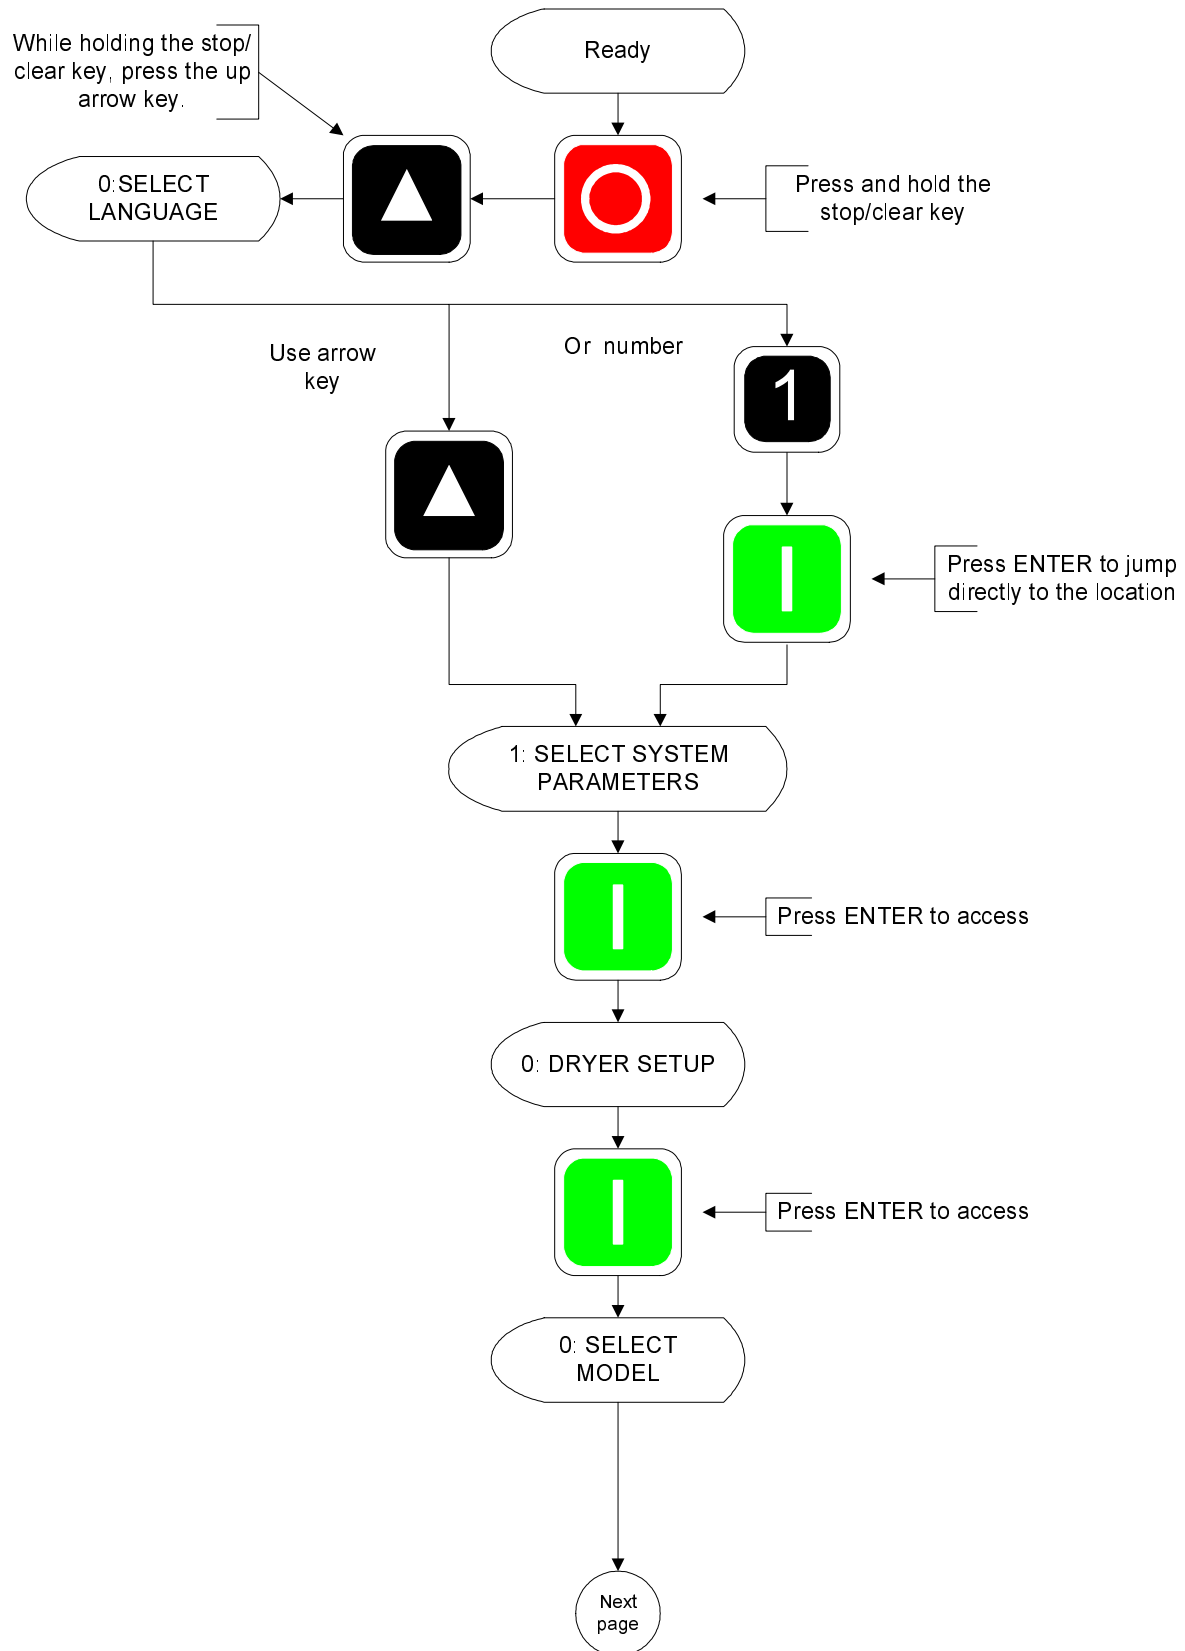 While holding the stop/
clear key, press the up
arrow key.
Ready
0:SELECT
LANGUAGE
Press and hold the
stop/clear key
Use arrow
key
Or number
1
Press ENTER to jump
directly to the location
1: SELECT SYSTEM
PARAMETERS
Press ENTER to access
0: DRYER SETUP
Press ENTER to access
0: SELECT
MODEL
Next
page